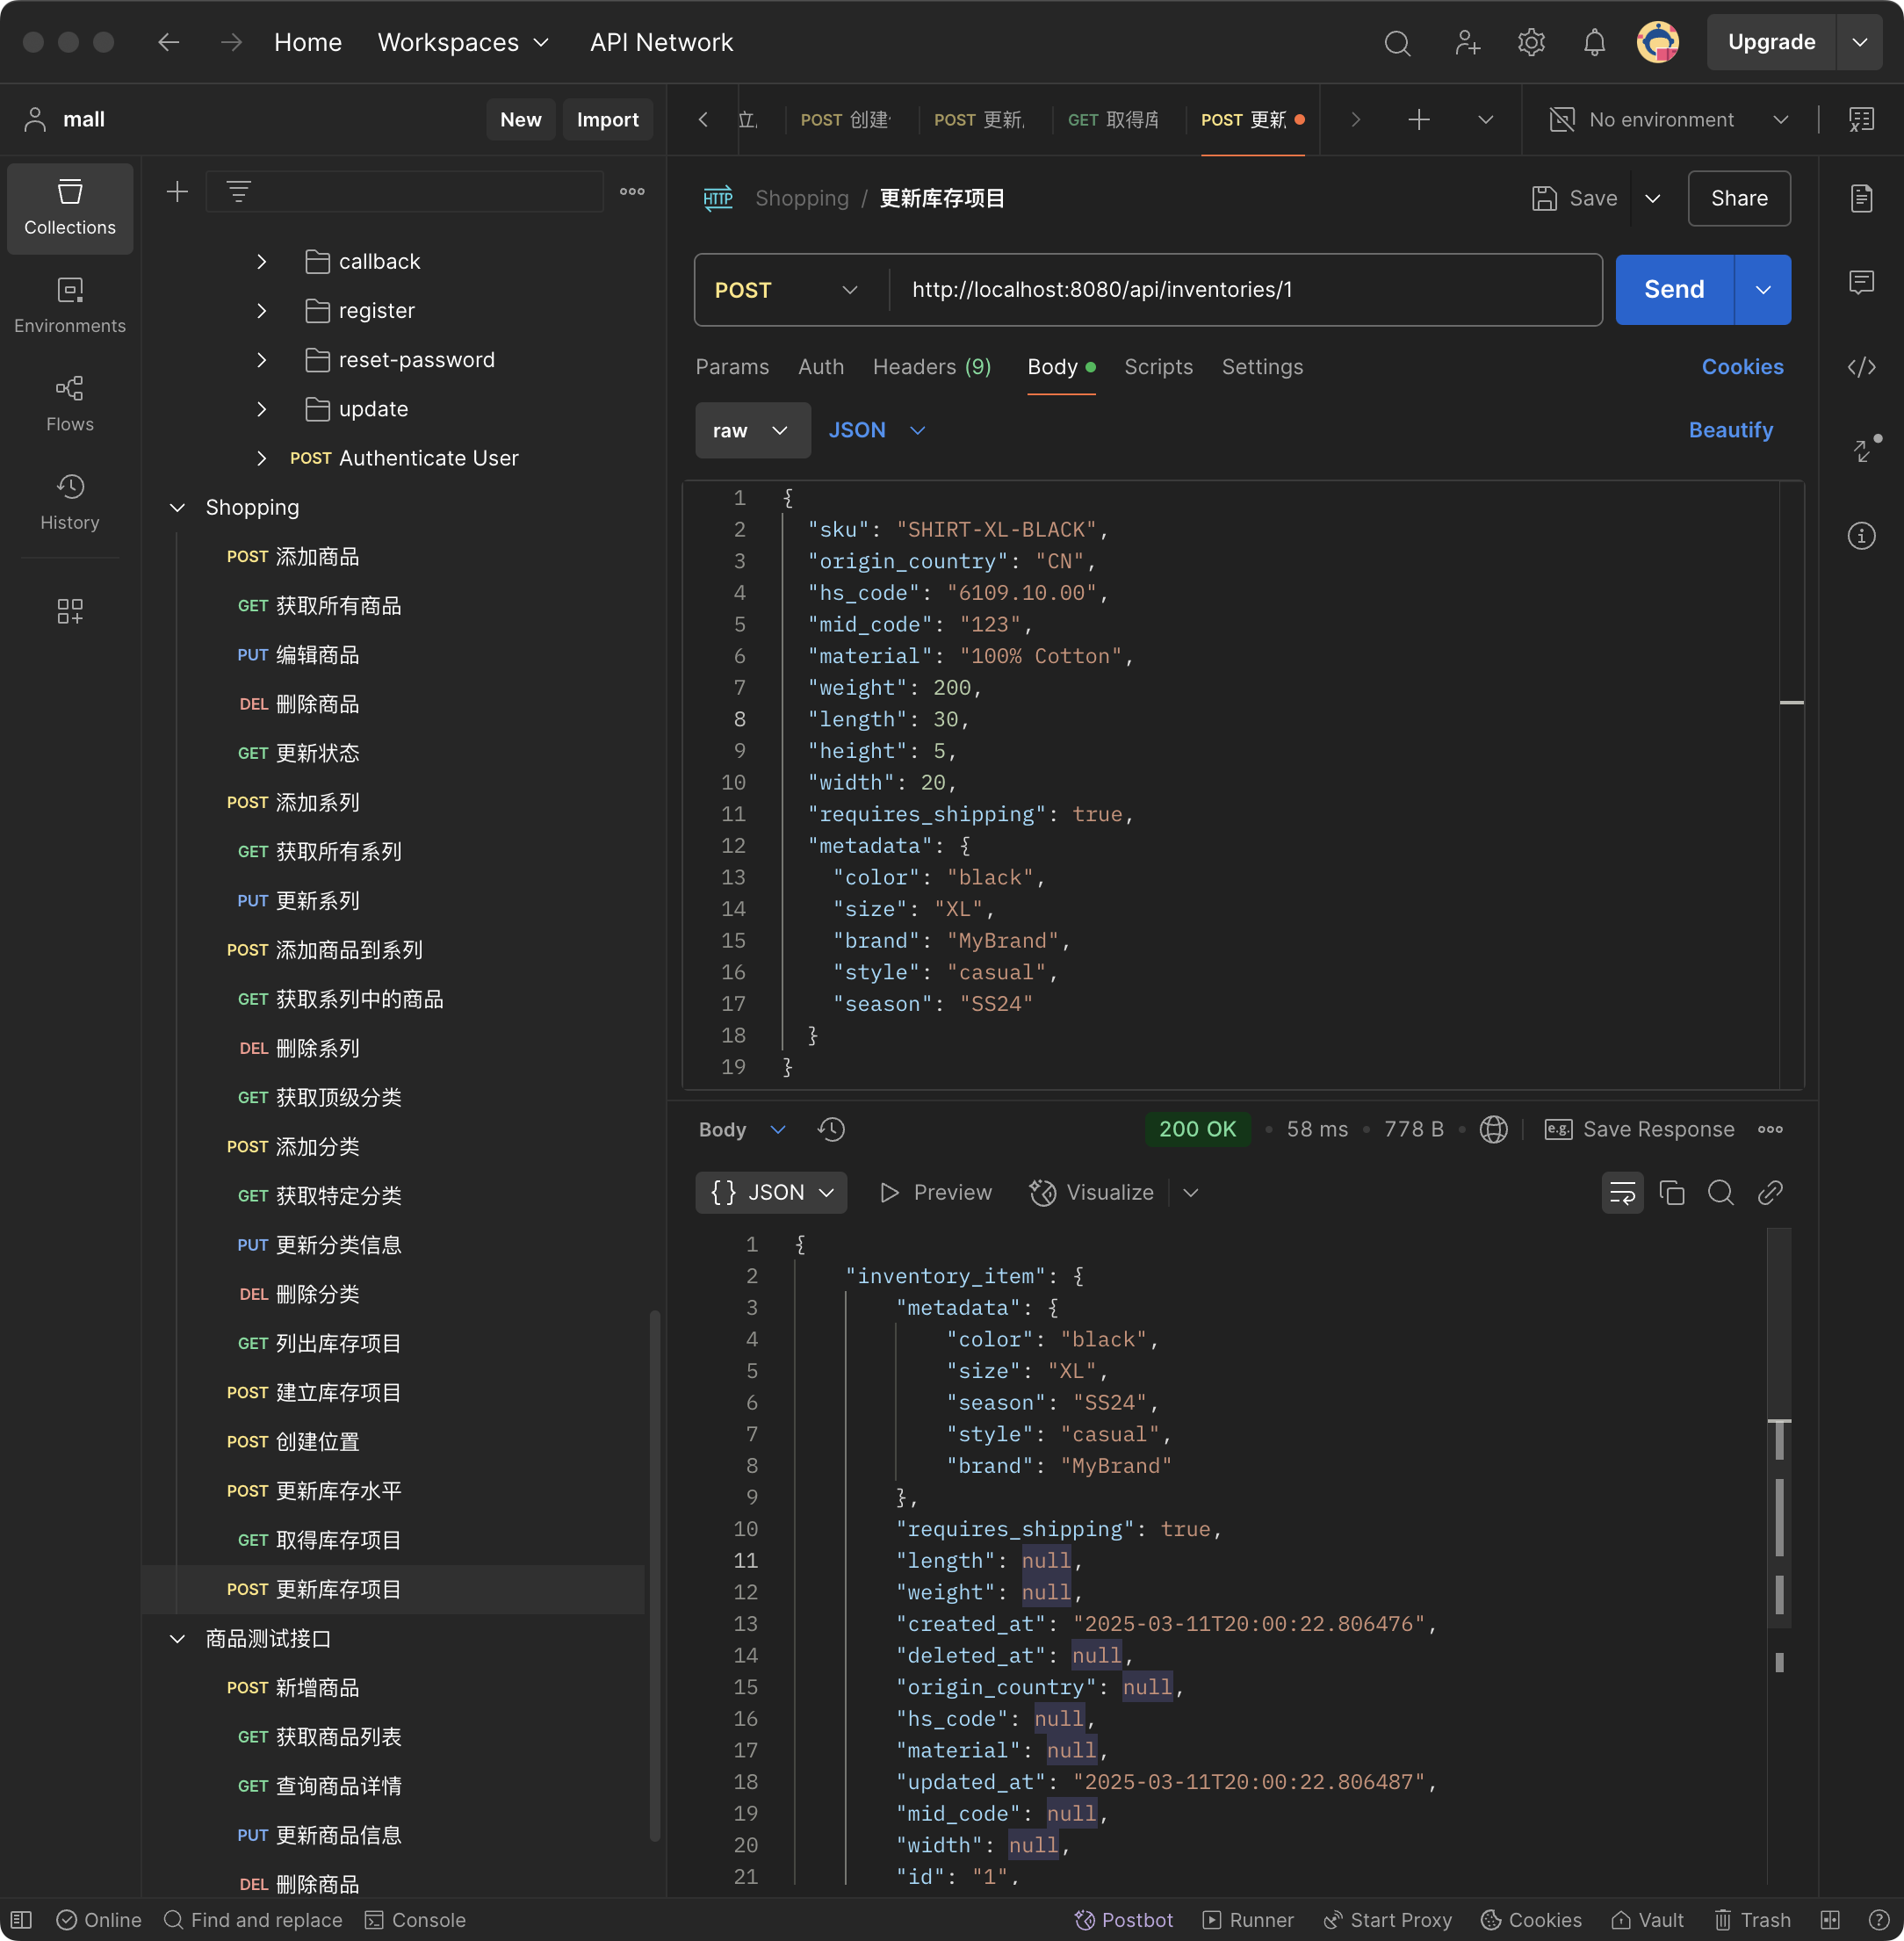 Home Workspaces API Network Upgrade
mall New Import
POST 创建 POST 更新 GET 取得库 POST 更新 No environment
Collections
Environments
Flows
History
callback
register
reset-password
update
POST Authenticate User
Shopping
POST 添加商品
GET 获取所有商品
PUT 编辑商品
DEL 删除商品
GET 更新状态
POST 添加系列
GET 获取所有系列
PUT 更新系列
POST 添加商品到系列
GET 获取系列中的商品
DEL 删除系列
GET 获取顶级分类
POST 添加分类
GET 获取特定分类
PUT 更新分类信息
DEL 删除分类
GET 列出库存项目
POST 建立库存项目
POST 创建位置
POST 更新库存水平
GET 取得库存项目
POST 更新库存项目
商品测试接口
POST 新增商品
GET 获取商品列表
GET 查询商品详情
PUT 更新商品信息
DEL 删除商品
HTTP Shopping / 更新库存项目 Save Share
POST http://localhost:8080/api/inventories/1 Send
Params Auth Headers (9) Body Scripts Settings Cookies
raw JSON Beautify
1 {
2 "sku": "SHIRT-XL-BLACK",
3 "origin_country": "CN",
4 "hs_code": "6109.10.00",
5 "mid_code": "123",
6 "material": "100% Cotton",
7 "weight": 200,
8 "length": 30,
9 "height": 5,
10 "width": 20,
11 "requires_shipping": true,
12 "metadata": {
13 "color": "black",
14 "size": "XL",
15 "brand": "MyBrand",
16 "style": "casual",
17 "season": "SS24"
18 }
19 }
Body 200 OK 58 ms 778 B e.g. Save Response
{} JSON Preview Visualize
1 {
2 "inventory_item": {
3 "metadata": {
4 "color": "black",
5 "size": "XL",
6 "season": "SS24",
7 "style": "casual",
8 "brand": "MyBrand"
9 },
10 "requires_shipping": true,
11 "length": null,
12 "weight": null,
13 "created_at": "2025-03-11T20:00:22.806476",
14 "deleted_at": null,
15 "origin_country": null,
16 "hs_code": null,
17 "material": null,
18 "updated_at": "2025-03-11T20:00:22.806487",
19 "mid_code": null,
20 "width": null,
21 "id": "1",
Online Find and replace Console Postbot Runner Start Proxy Cookies Vault Trash